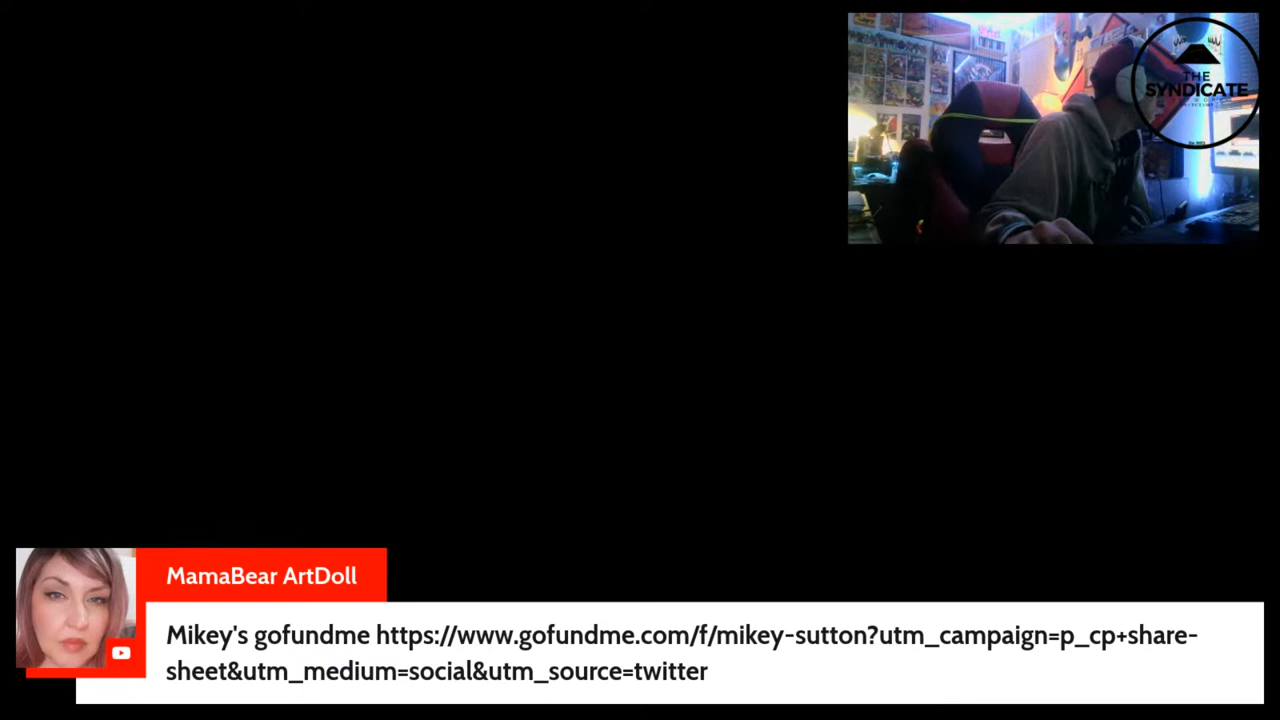 THE
SYNDICATE
MamaBear ArtDoll
Mikey's gofundme https://www.gofundme.com/f/mikey-sutton?utm_campaign=p_cp+share-
sheet&utm_medium=social&utm_source=twitter